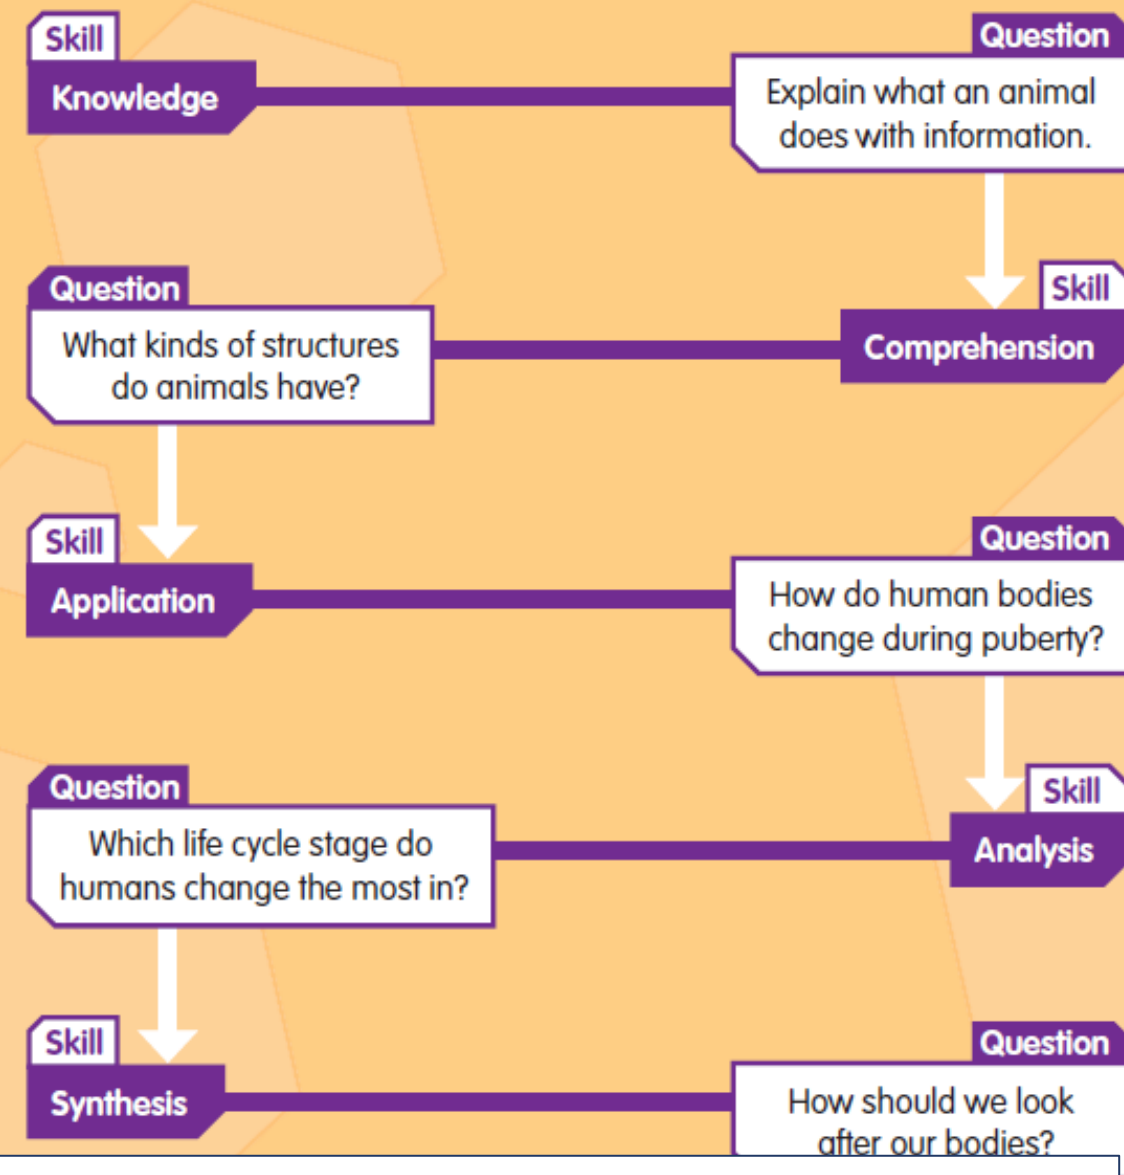 Skill
Knowledge
Question
Explain what an animal
does with information.
Question
What kinds of structures
do animals have?
Skill
Comprehension
Skill
Application
Question
How do human bodies
change during puberty?
Question
Which life cycle stage do
humans change the most in?
Skill
Analysis
Skill
Synthesis
Question
How should we look
after our bodies?